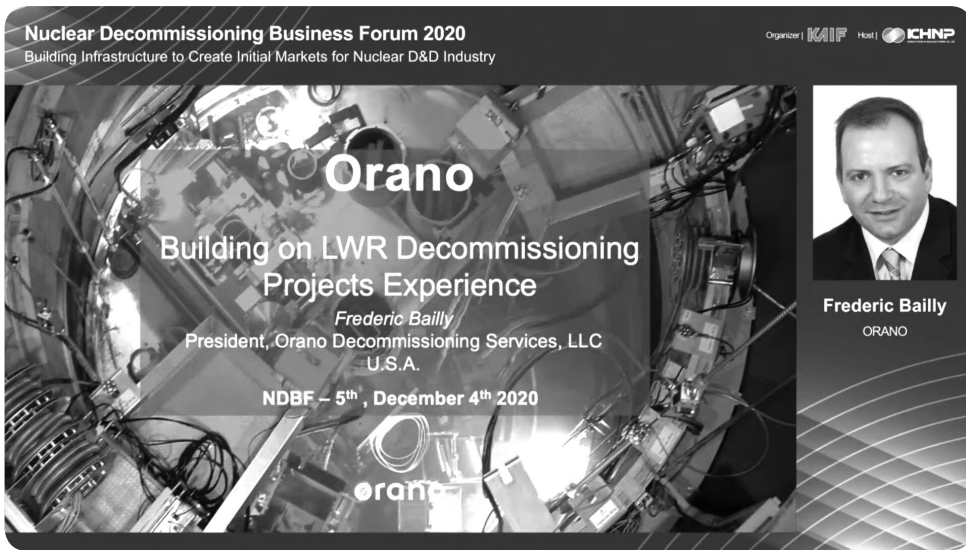 Nuclear Decommissioning Business Forum 2020
Building Infrastructure to Create Initial Markets for Nuclear D&D Industry
Organizer | KAIF Host | KHNP
Orano
Building on LWR Decommissioning
Projects Experience
Frederic Bailly
President, Orano Decommissioning Services, LLC
U.S.A.
NDBF – 5th , December 4th 2020
orano
Frederic Bailly
ORANO